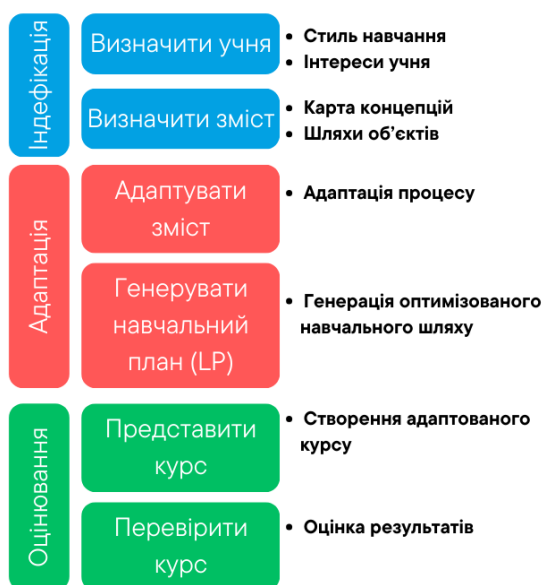 Індефікація
Визначити учня
• Стиль навчання
• Інтереси учня
Визначити зміст
• Карта концепцій
• Шляхи об'єктів
Адаптація
Адаптувати
зміст
• Адаптація процесу
Генерувати
навчальний
план (LP)
• Генерація оптимізованого
навчального шляху
Оцінювання
Представити
курс
• Створення адаптованого
курсу
Перевірити
курс
• Оцінка результатів